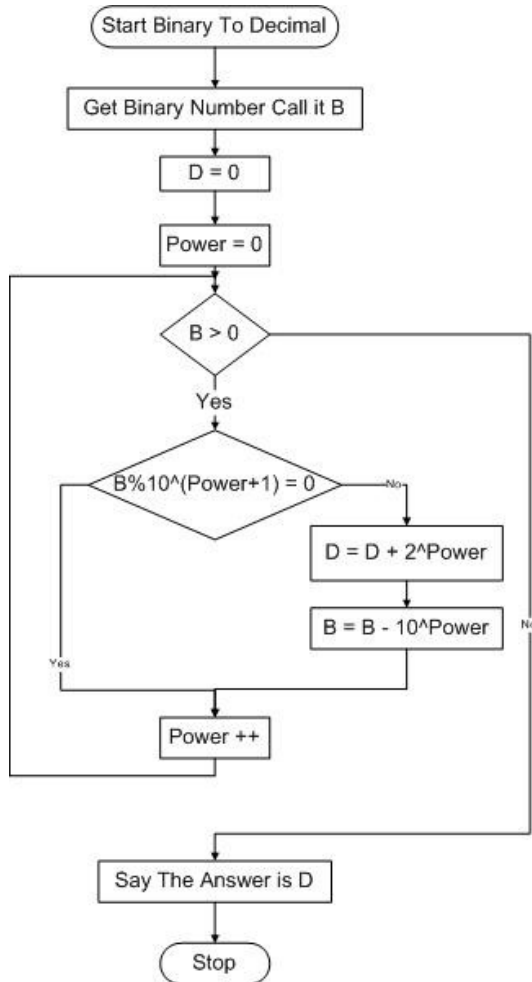 Start Binary To Decimal
Get Binary Number Call it B
D = 0
Power = 0
B > 0
Yes
B%10^(Power+1) = 0
No
D = D + 2^Power
B = B - 10^Power
No
Yes
Power ++
Say The Answer is D
Stop